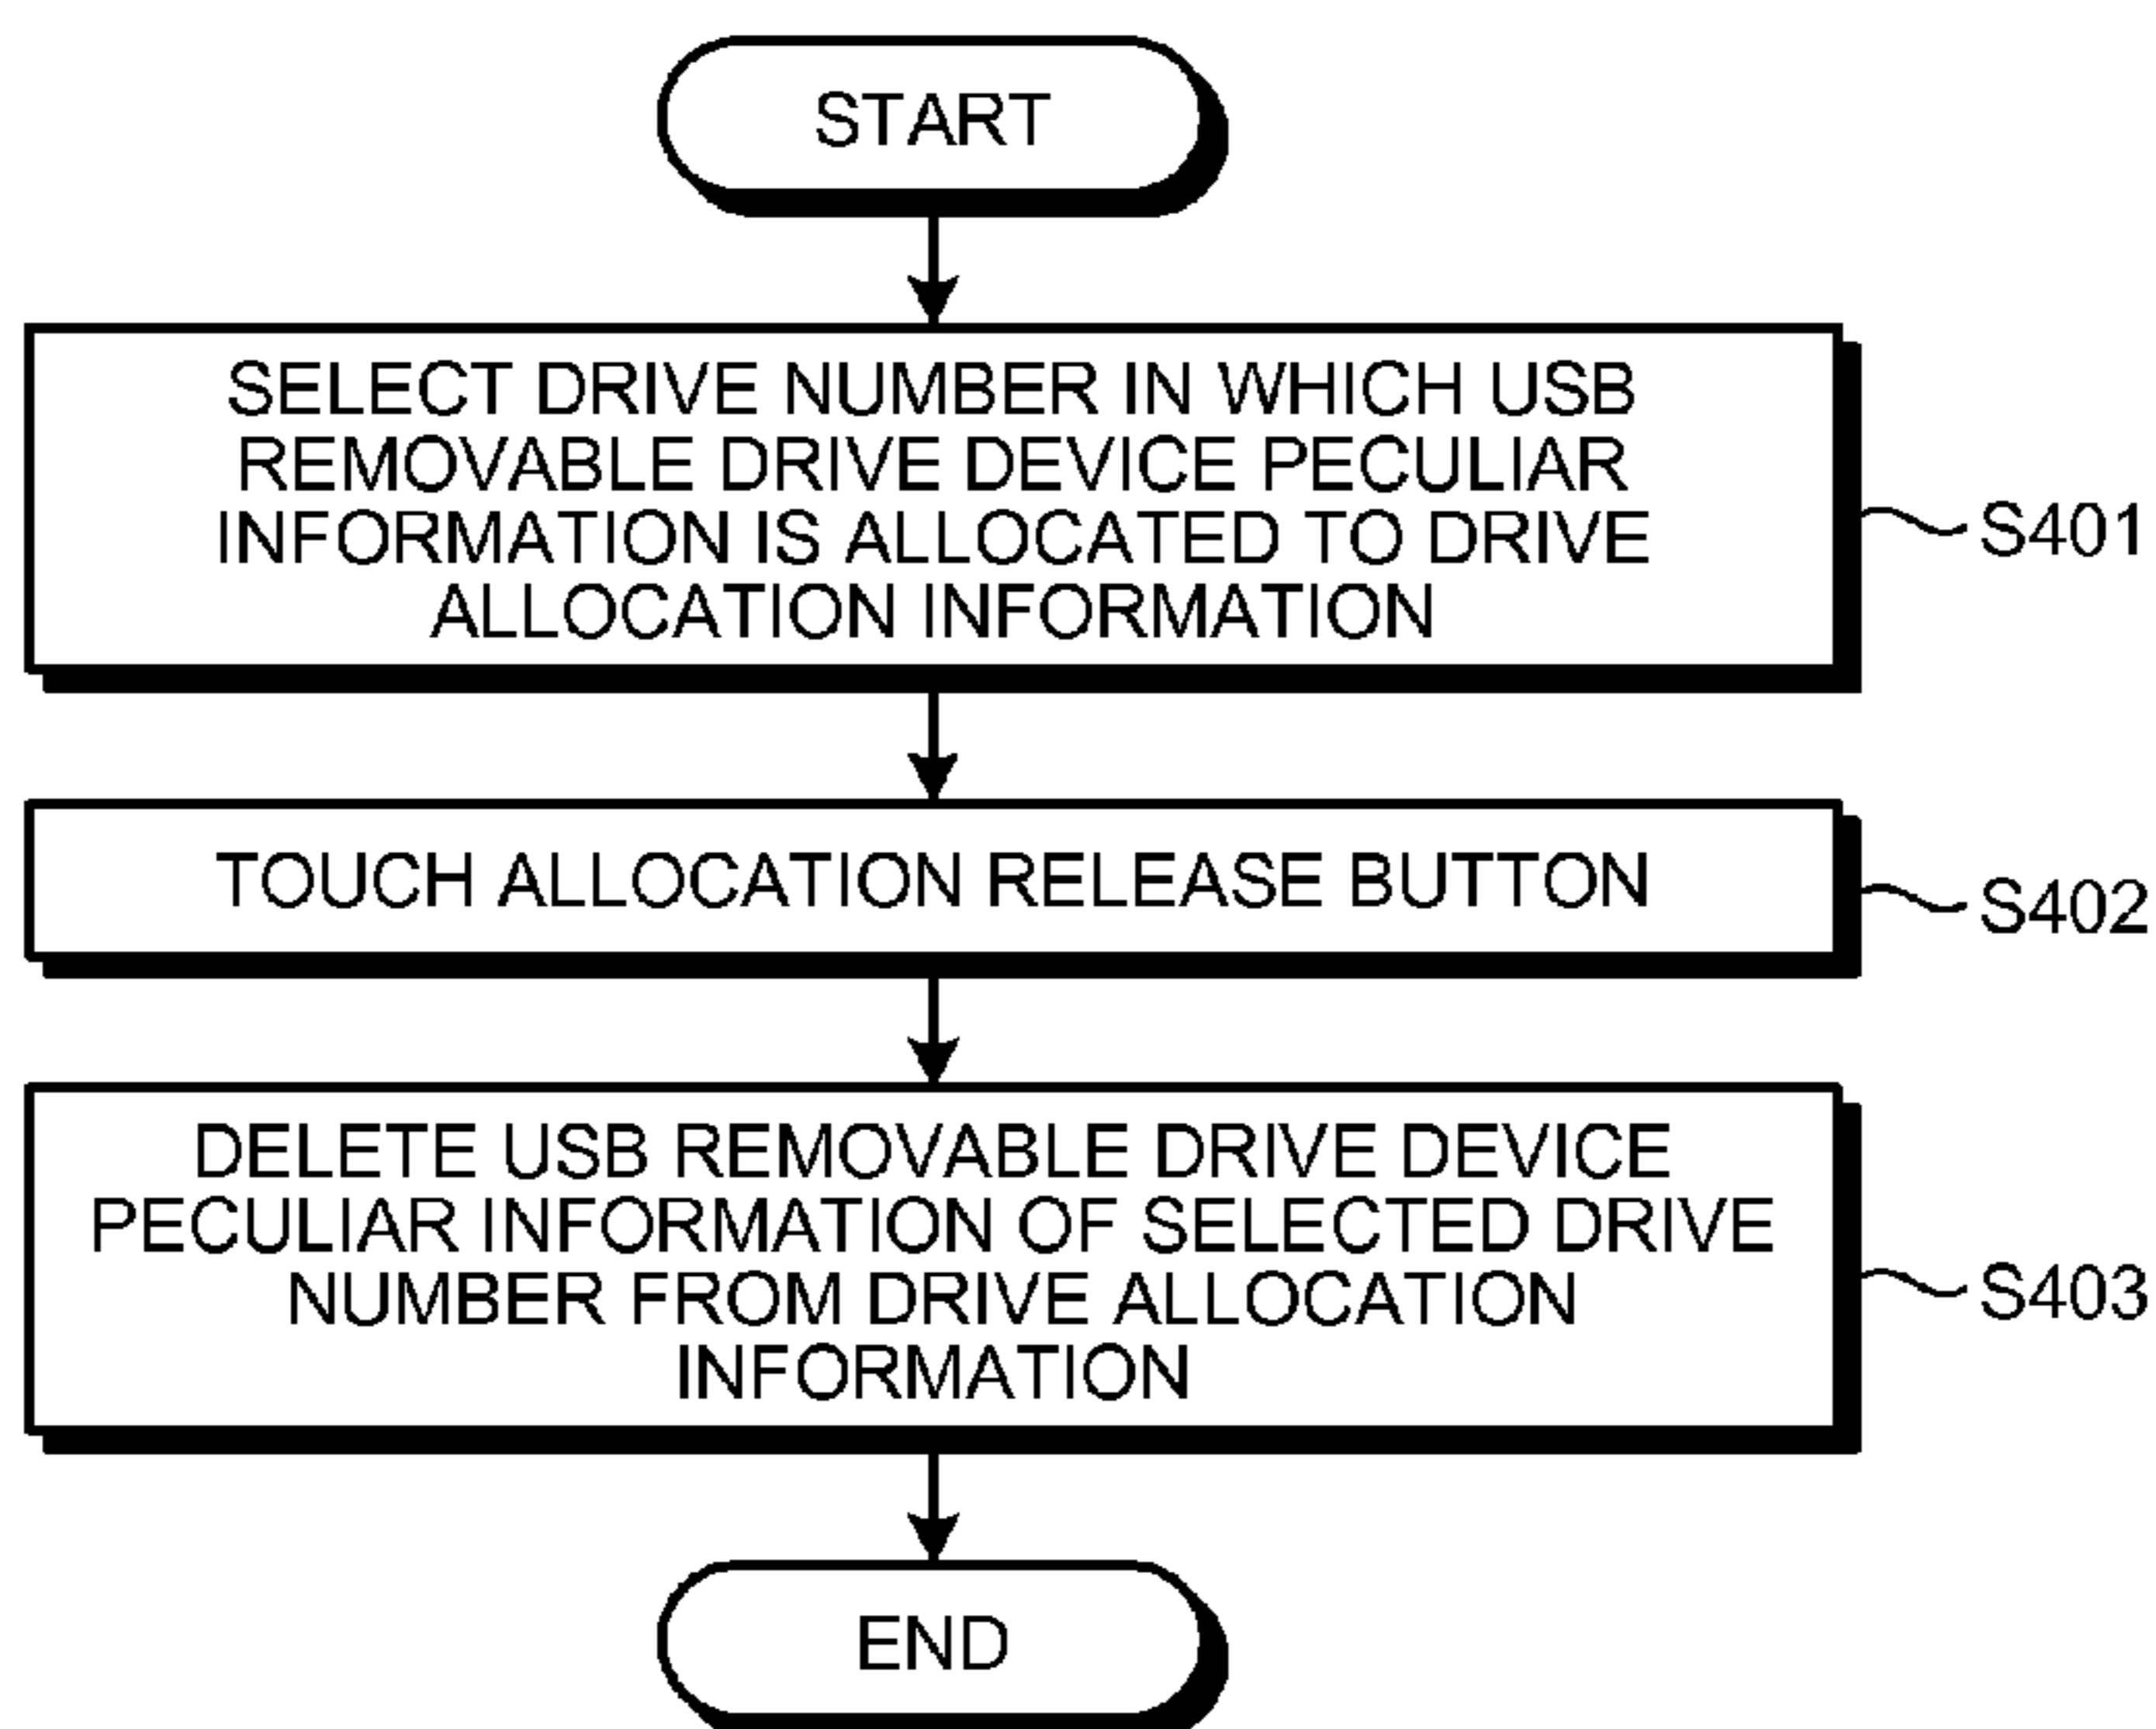 START
SELECT DRIVE NUMBER IN WHICH USB
REMOVABLE DRIVE DEVICE PECULIAR
INFORMATION IS ALLOCATED TO DRIVE
ALLOCATION INFORMATION
S401
TOUCH ALLOCATION RELEASE BUTTON
S402
DELETE USB REMOVABLE DRIVE DEVICE
PECULIAR INFORMATION OF SELECTED DRIVE
NUMBER FROM DRIVE ALLOCATION
INFORMATION
S403
END